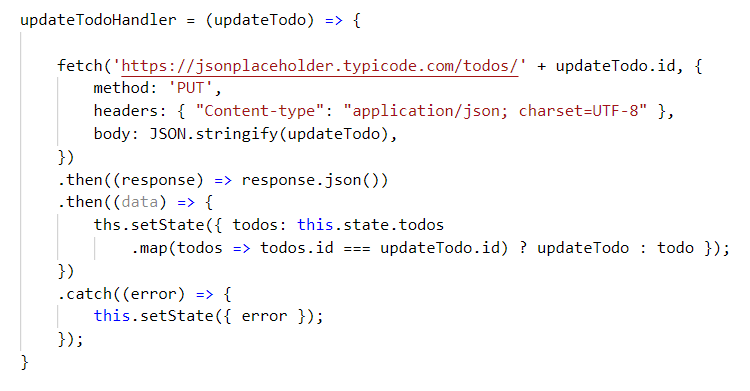 updateTodoHandler = (updateTodo) => {
fetch('https://jsonplaceholder.typicode.com/todos/' + updateTodo.id, {
method: 'PUT',
headers: { "Content-type": "application/json; charset=UTF-8" },
body: JSON.stringify(updateTodo),
})
.then((response) => response.json())
.then((data) => {
ths.setState({ todos: this.state.todos
.map(todos => todos.id === updateTodo.id) ? updateTodo : todo });
})
.catch((error) => {
this.setState({ error });
});
}